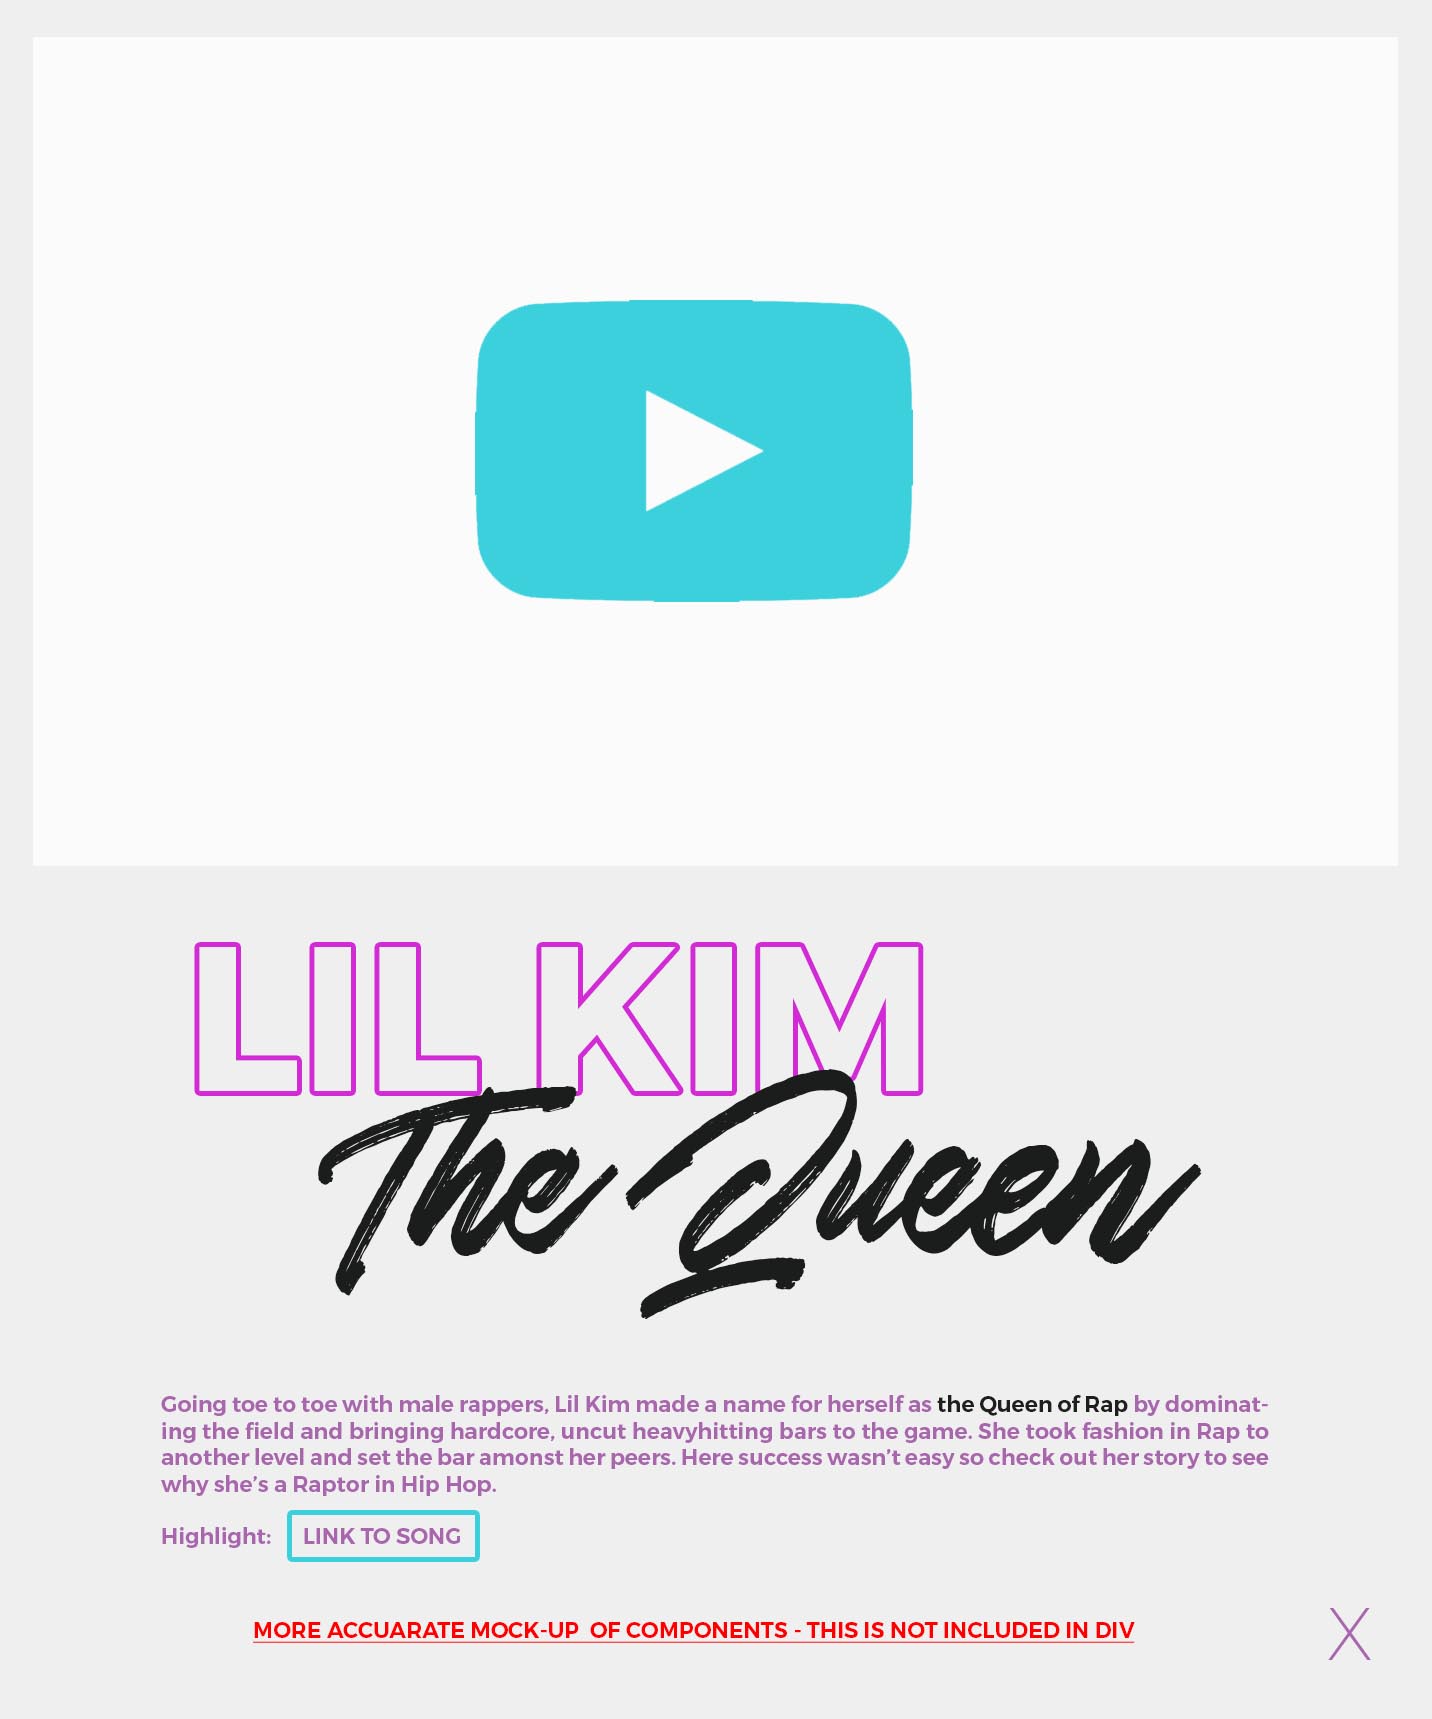 LIL KIM
The Queen
Going toe to toe with male rappers, Lil Kim made a name for herself as the Queen of Rap by dominat-
ing the field and bringing hardcore, uncut heavyhitting bars to the game. She took fashion in Rap to
another level and set the bar amonst her peers. Here success wasn’t easy so check out her story to see
why she’s a Raptor in Hip Hop.
Highlight: LINK TO SONG
MORE ACCUARATE MOCK-UP  OF COMPONENTS - THIS IS NOT INCLUDED IN DIV
X